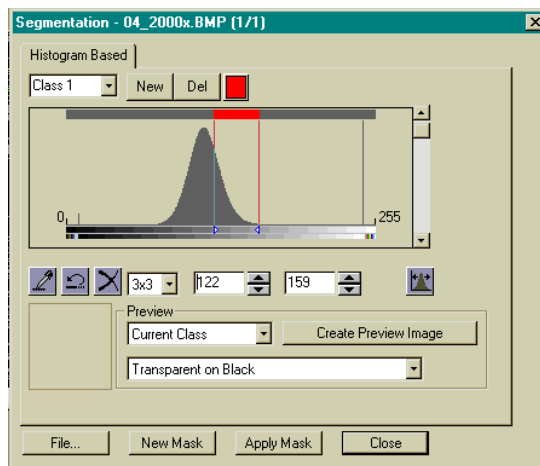 Segmentation - 04_2000x.BMP (1/1)
Histogram Based
Class 1 New Del
0 255
3x3 122 159
Preview
Current Class Create Preview Image
Transparent on Black
File... New Mask Apply Mask Close